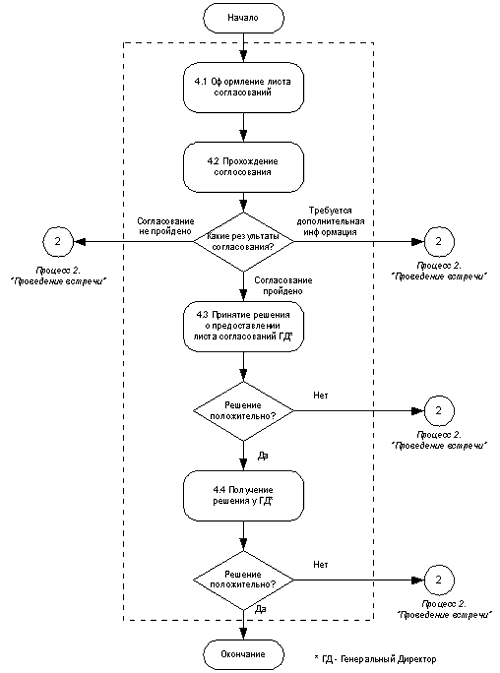 Начало
4.1 Оформление листа
согласований
4.2 Прохождение
согласования
Согласование
не пройдено
Какие результаты
согласования?
Требуется
дополнительная
информация
2
Процесс 2.
"Проведение встречи"
2
Процесс 2.
"Проведение встречи"
Согласование
пройдено
4.3 Принятие решения
о предоставлении
листа согласований ГД*
Решение
положительно?
Нет
2
Процесс 2.
"Проведение встречи"
Да
4.4 Получение
решения у ГД*
Решение
положительно?
Нет
2
Процесс 2.
"Проведение встречи"
Да
Окончание
* ГД - Генеральный Директор